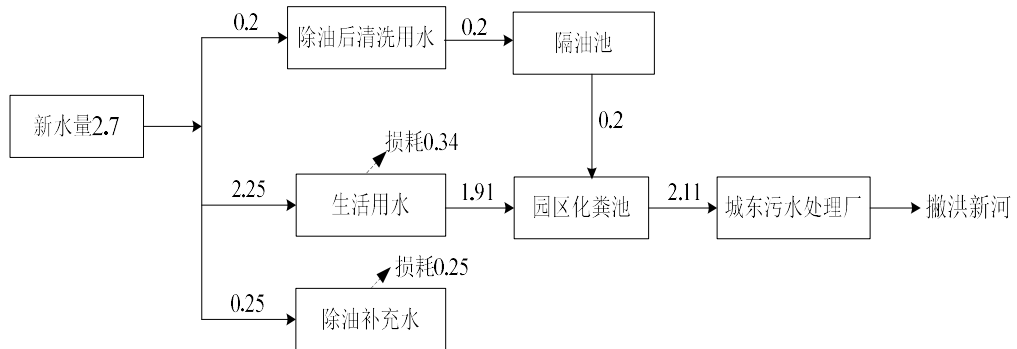 0.2
除油后清洗用水
0.2
隔油池
新水量2.7
0.2
损耗0.34
2.25
生活用水
1.91
园区化粪池
2.11
城东污水处理厂
撇洪新河
损耗0.25
0.25
除油补充水